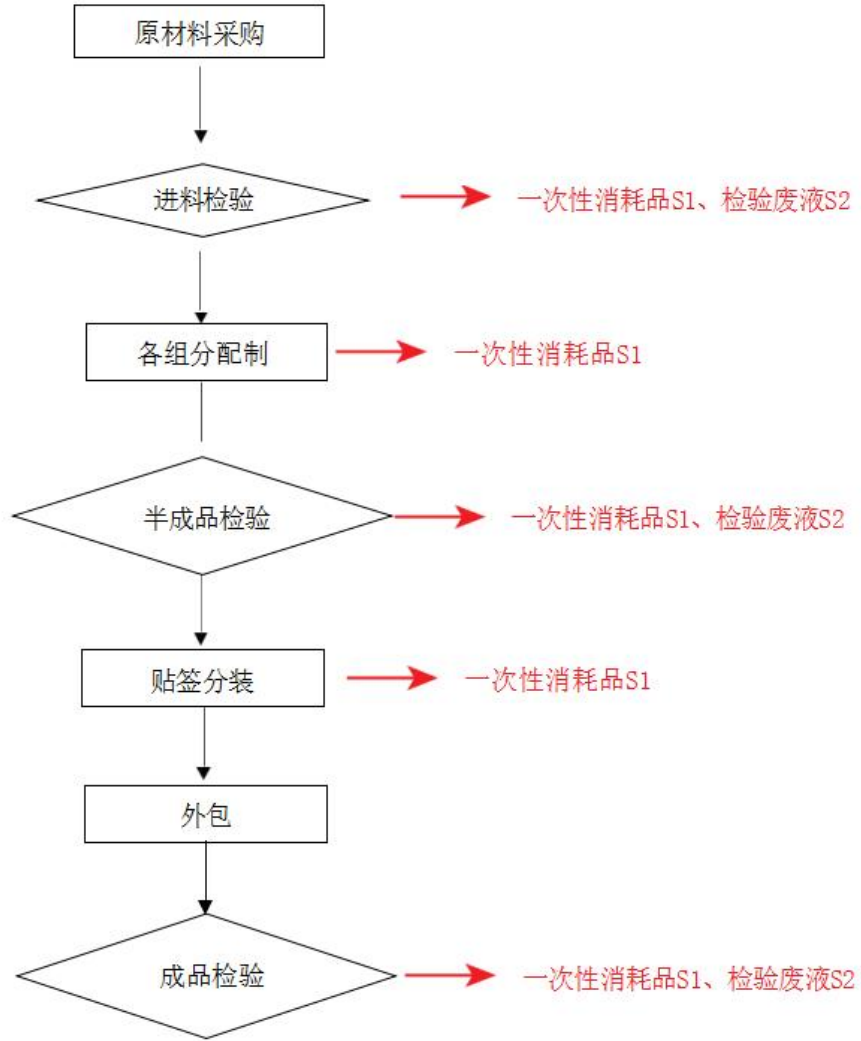 原材料采购
进料检验
一次性消耗品S1、检验废液S2
各组分配制
一次性消耗品S1
半成品检验
一次性消耗品S1、检验废液S2
贴签分装
一次性消耗品S1
外包
成品检验
一次性消耗品S1、检验废液S2